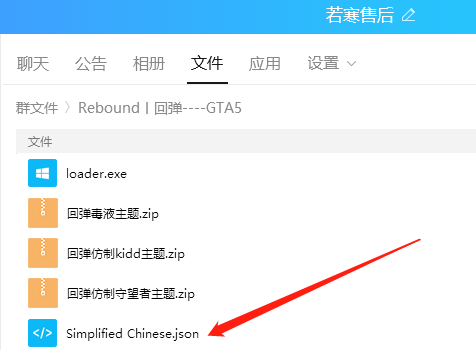 若寒售后
聊天 公告 相册 文件 应用 设置
群文件 〉Rebound丨回弹----GTA5
文件
loader.exe
回弹毒液主题.zip
回弹仿制kidd主题.zip
回弹仿制守望者主题.zip
</> Simplified Chinese.json